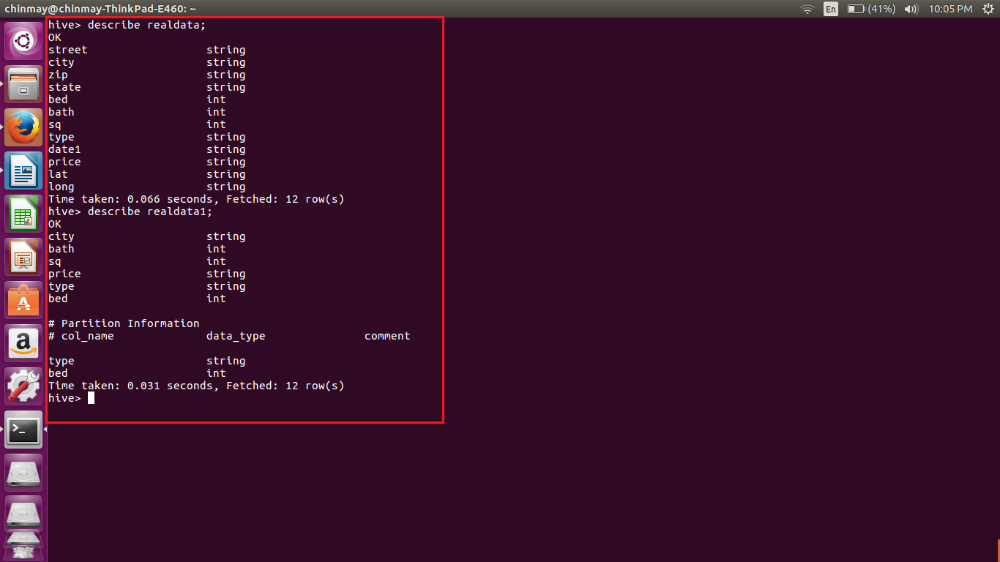 chinmay@chinmay-ThinkPad-E460: ~
En (41%) 10:05 PM
hive> describe realdata;
OK
street string
city string
zip string
state string
bed int
bath int
sq int
type string
date1 string
price string
lat string
long string
Time taken: 0.066 seconds, Fetched: 12 row(s)
hive> describe realdata1;
OK
city string
bath int
sq int
price string
type string
bed int
# Partition Information
# col_name data_type comment
type string
bed int
Time taken: 0.031 seconds, Fetched: 12 row(s)
hive>